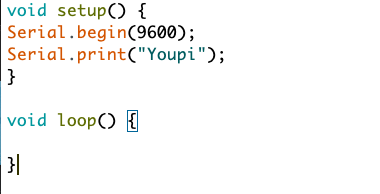 void setup() {
Serial.begin(9600);
Serial.print("Youpi");
}
void loop() {
}